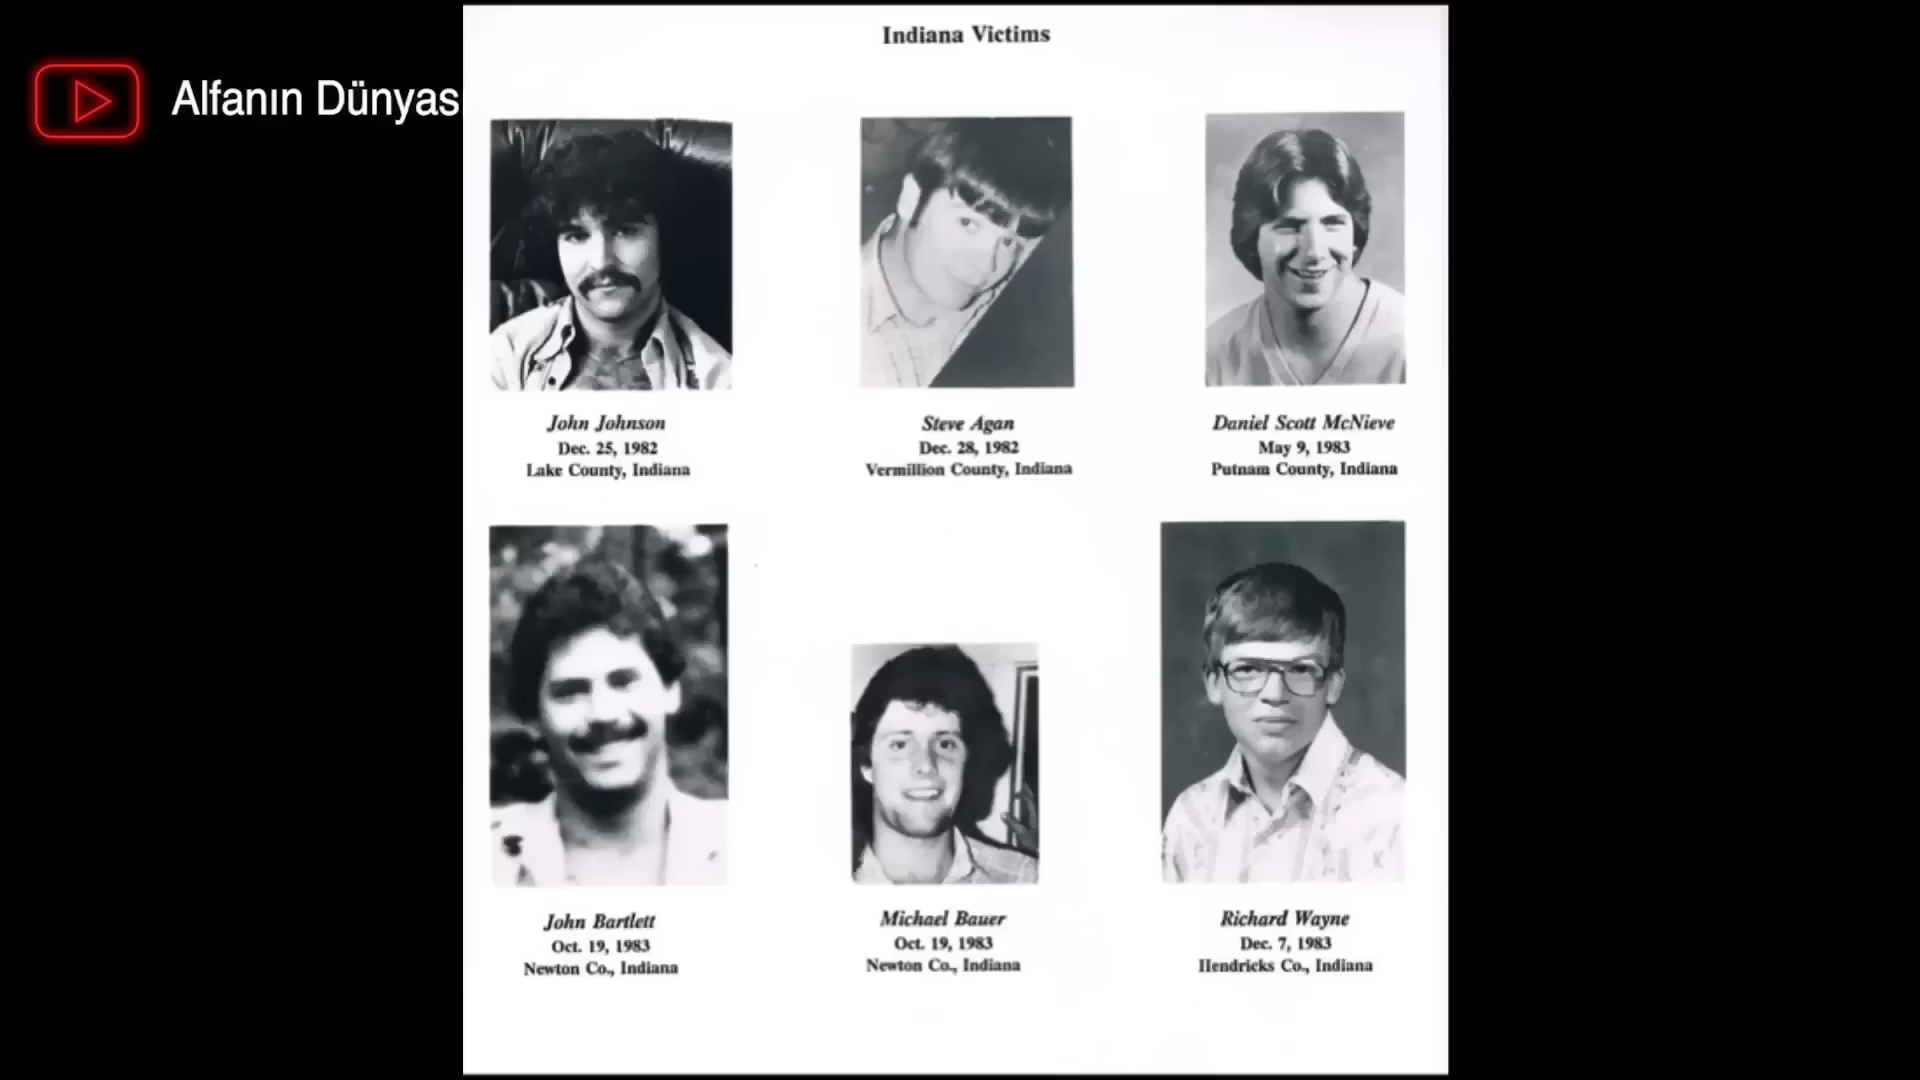 Indiana Victims
Alfanın Dünyas
John Johnson
Dec. 25, 1982
Lake County, Indiana
Steve Agan
Dec. 28, 1982
Vermillion County, Indiana
Daniel Scott McNieve
May 9, 1983
Putnam County, Indiana
John Bartlett
Oct. 19, 1983
Newton Co., Indiana
Michael Bauer
Oct. 19, 1983
Newton Co., Indiana
Richard Wayne
Dec. 7, 1983
Hendricks Co., Indiana